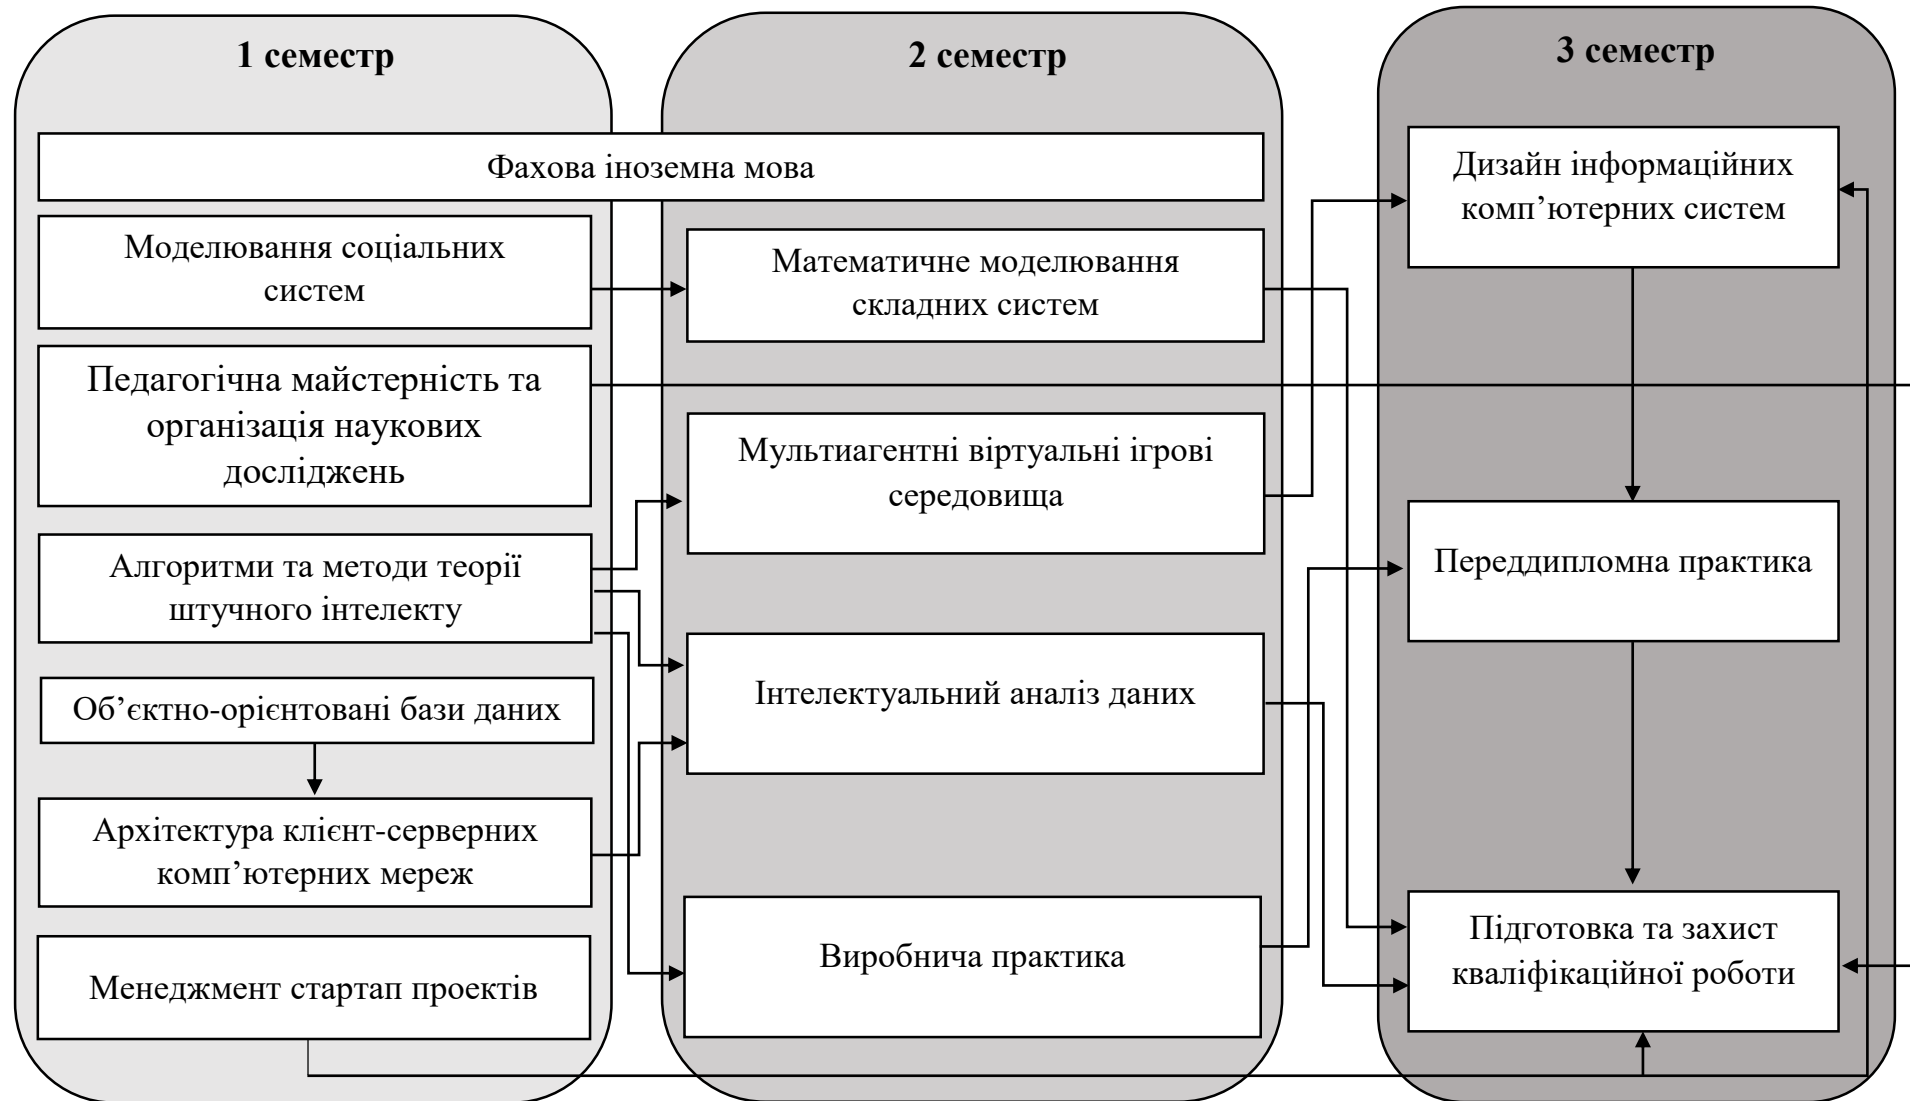 1 семестр
2 семестр
3 семестр
Фахова іноземна мова
Моделювання соціальних
систем
Педагогічна майстерність та
організація наукових
досліджень
Алгоритми та методи теорії
штучного інтелекту
Об’єктно-орієнтовані бази даних
Архітектура клієнт-серверних
комп’ютерних мереж
Менеджмент стартап проектів
Математичне моделювання
складних систем
Мультиагентні віртуальні ігрові
середовища
Інтелектуальний аналіз даних
Виробнича практика
Дизайн інформаційних
комп’ютерних систем
Переддипломна практика
Підготовка та захист
кваліфікаційної роботи